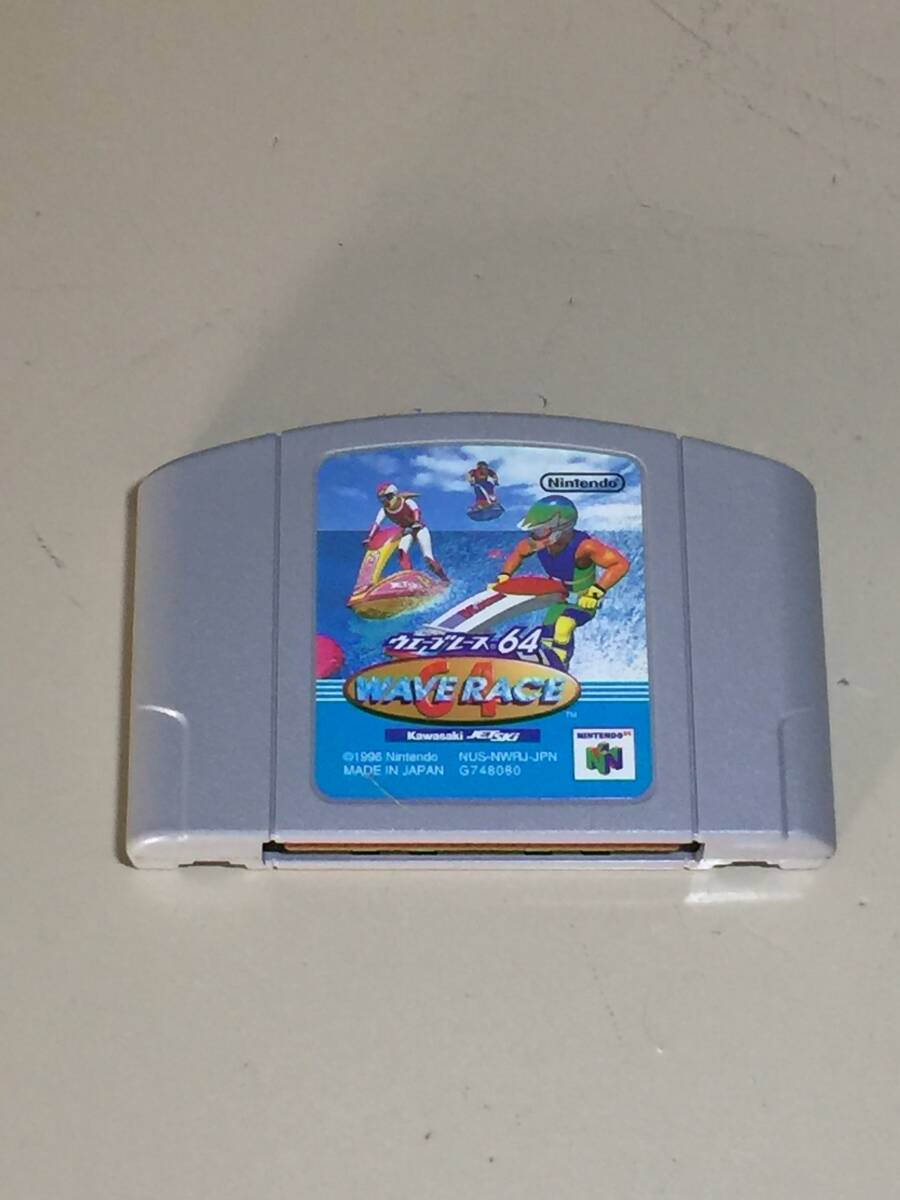 Nintendo
ウエーブレース64
64
WAVE RACE
™
Kawasaki JET SKI
©1996 Nintendo NUS-NWRJ-JPN
MADE IN JAPAN G748080
NINTENDO 64